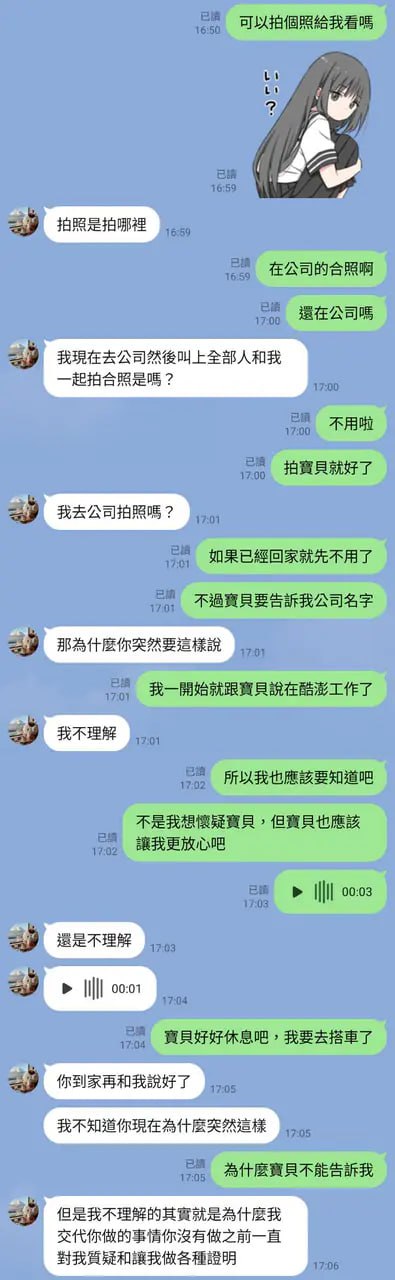 可以拍個照給我看嗎
已讀
16:50
いい？
已讀
16:59
拍照是拍哪裡
16:59
在公司的合照啊
已讀
16:59
還在公司嗎
已讀
17:00
我現在去公司然後叫上全部人和我
一起拍合照是嗎？
17:00
不用啦
已讀
17:00
拍寶貝就好了
已讀
17:00
我去公司拍照嗎？
17:01
如果已經回家就先不用了
已讀
17:01
不過寶貝要告訴我公司名字
已讀
17:01
那為什麼你突然要這樣說
17:01
我一開始就跟寶貝說在酷澎工作了
已讀
17:01
我不理解
17:01
所以我也應該要知道吧
已讀
17:02
不是我想懷疑寶貝，但寶貝也應該
讓我更放心吧
已讀
17:02
00:03
已讀
17:03
還是不理解
17:03
00:01
17:04
寶貝好好休息吧，我要去搭車了
已讀
17:04
你到家再和我說好了
17:05
我不知道你現在為什麼突然這樣
17:05
為什麼寶貝不能告訴我
已讀
17:05
但是我不理解的其實就是為什麼我
交代你做的事情你沒有做之前一直
對我質疑和讓我做各種證明
17:06